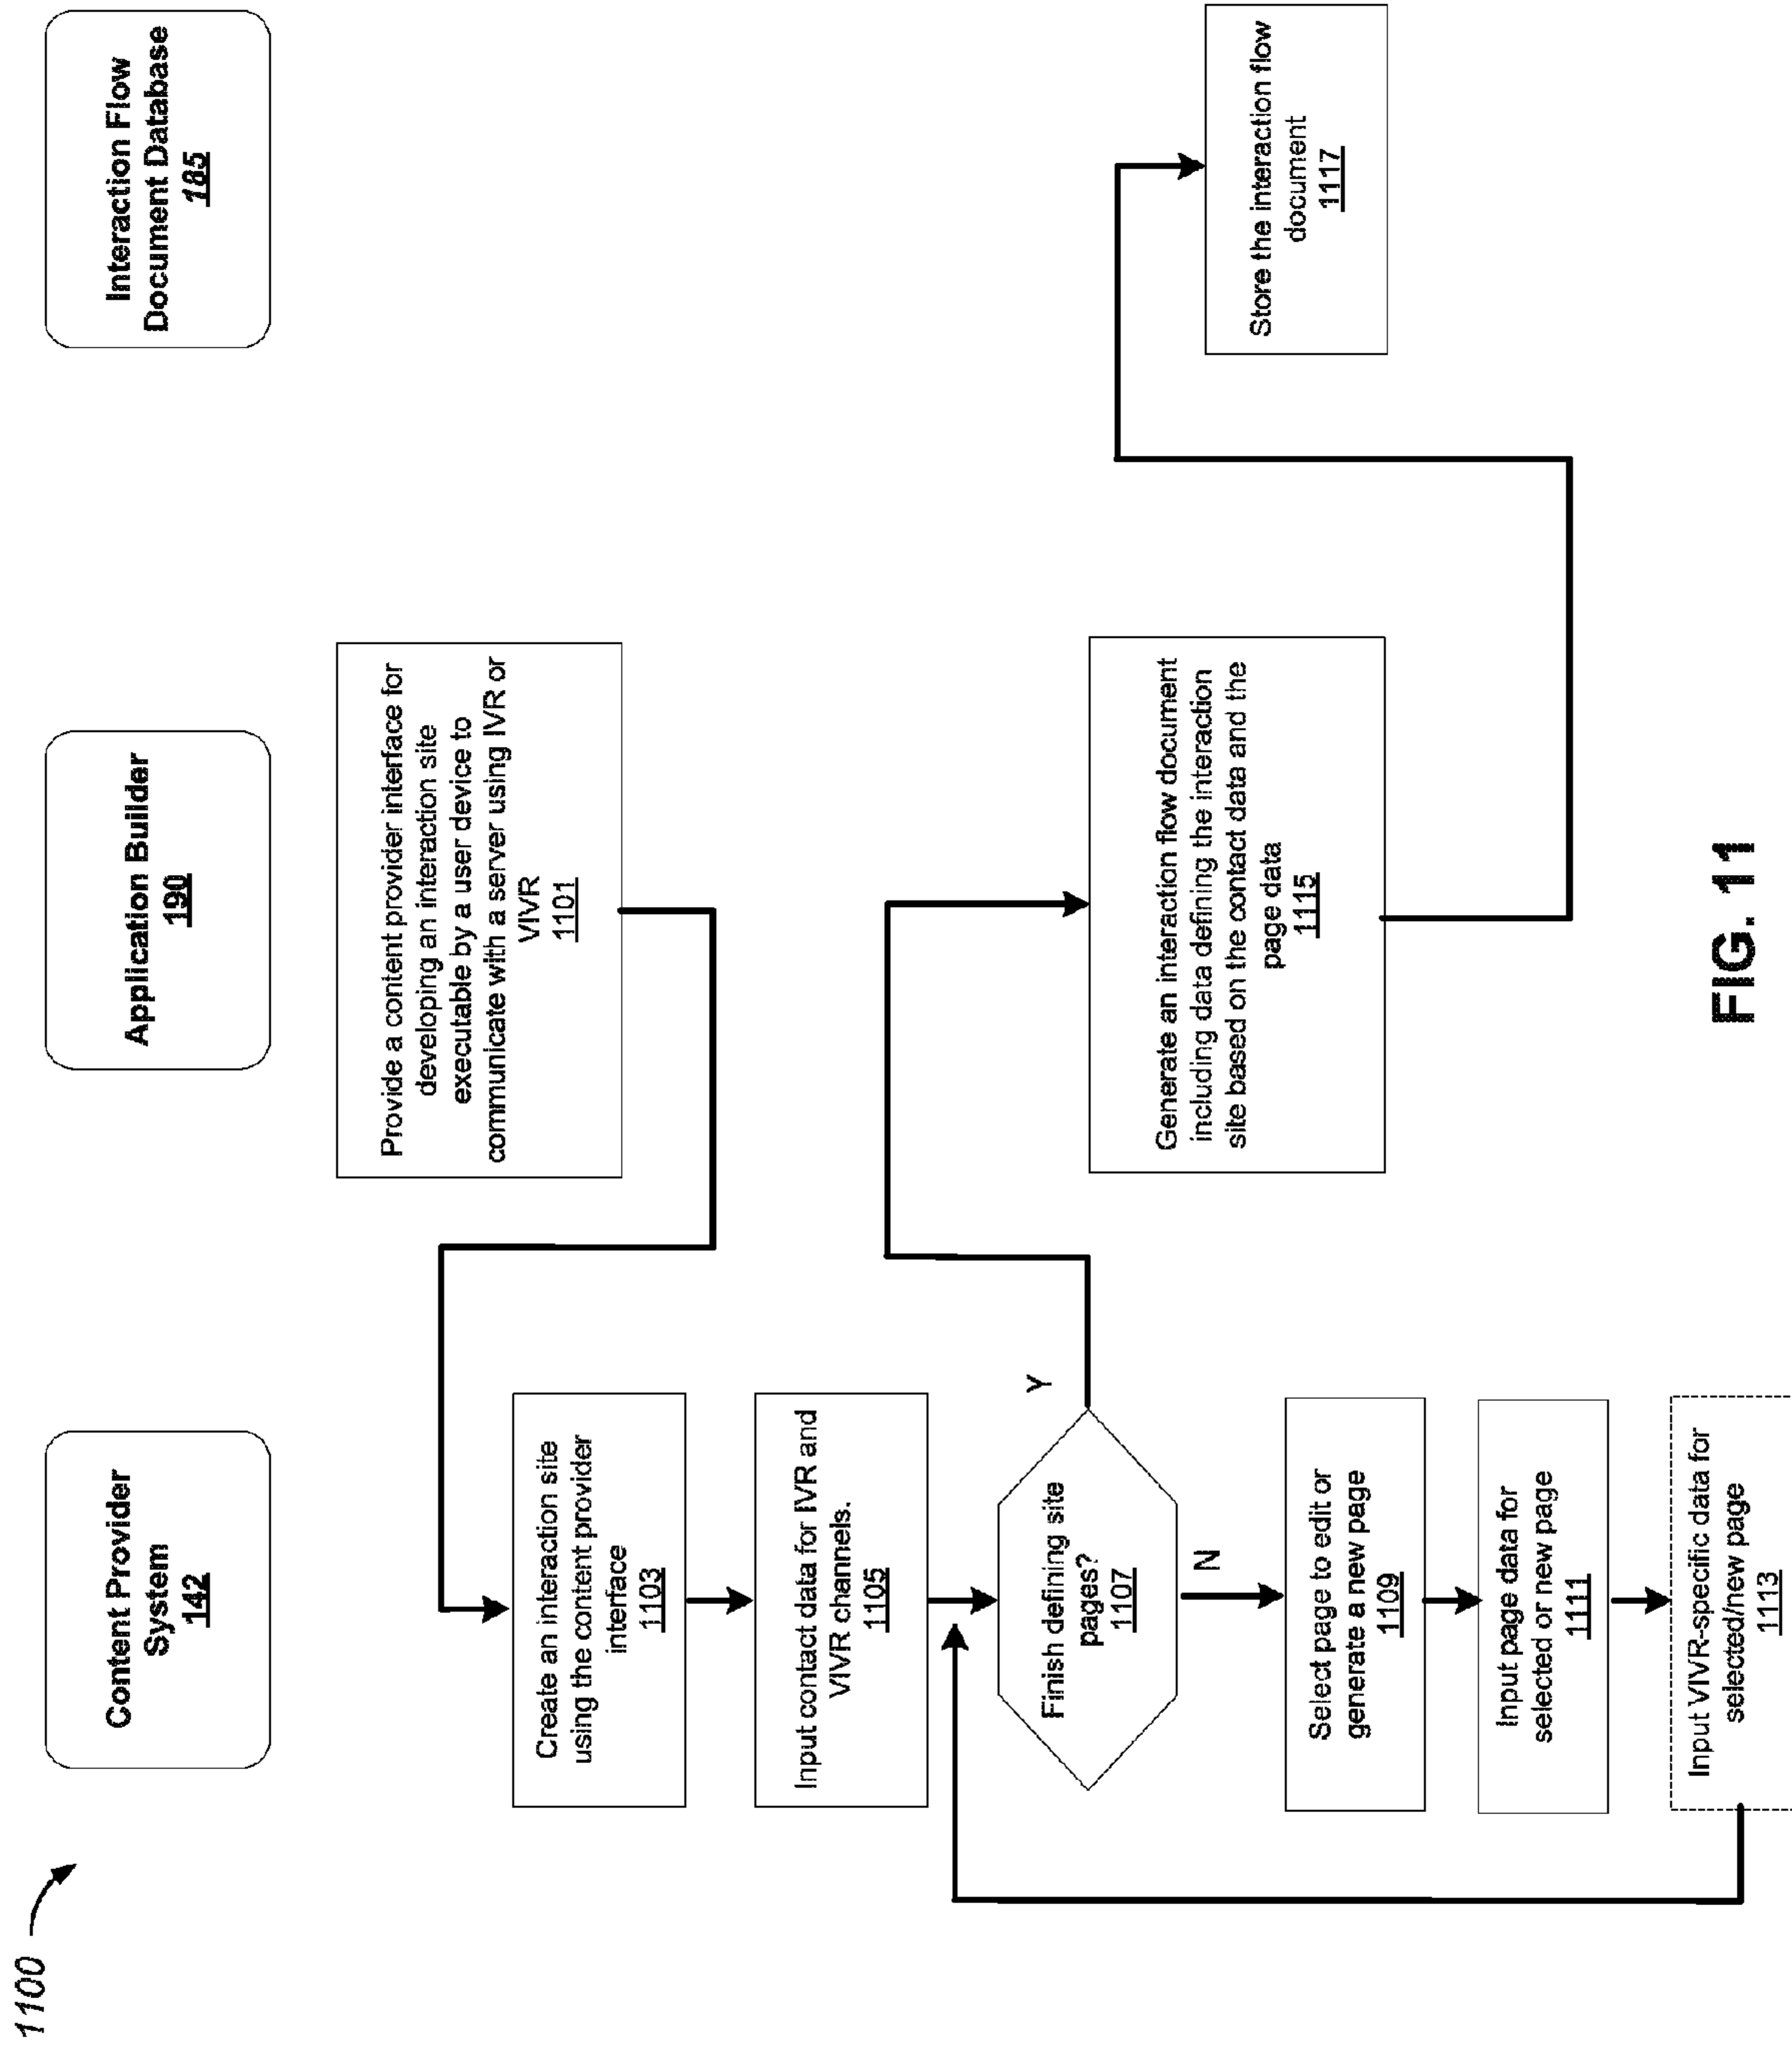 1100
Content Provider
System
142
Application Builder
190
Interaction Flow
Document Database
185
Provide a content provider interface for
developing an interaction site
executable by a user device to
communicate with a server using IVR or
VIVR
1101
Create an interaction site
using the content provider
interface
1103
Input contact data for IVR and
VIVR channels.
1105
Finish defining site
pages?
1107
Y
N
Select page to edit or
generate a new page
1109
Input page data for
selected or new page
1111
Input VIVR-specific data for
selected/new page
1113
Generate an interaction flow document
including data defining the interaction
site based on the contact data and the
page data
1115
Store the interaction flow
document
1117
FIG. 11